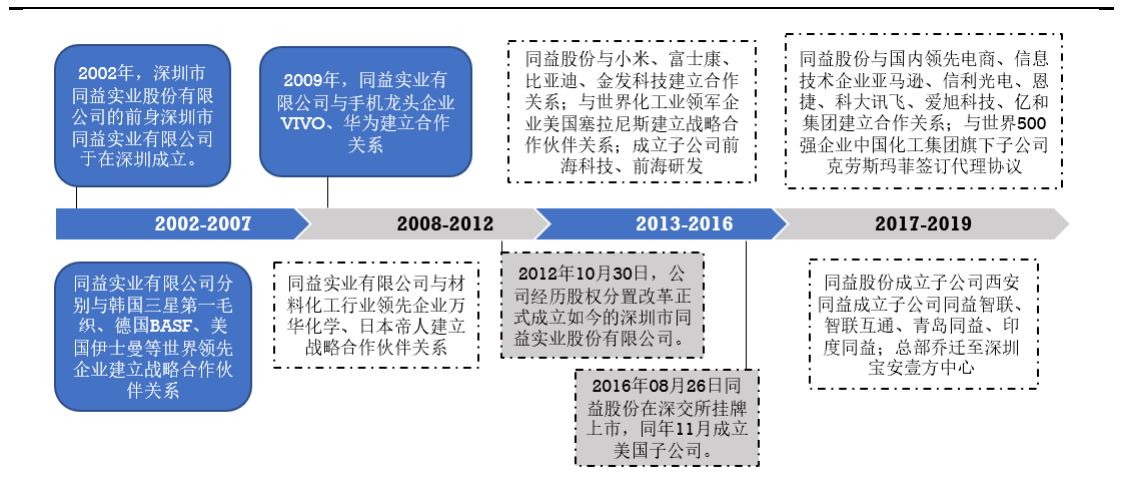 2002年，深圳市
同益实业股份有限
公司的前身深圳市
同益实业有限公司
于在深圳成立。
2009年，同益实业有
限公司与手机龙头企业
VIVO、华为建立合作
关系
同益股份与小米、富士康、
比亚迪、金发科技建立合作
关系；与世界化工业领军企
业美国塞拉尼斯建立战略合
作伙伴关系；成立子公司前
海科技、前海研发
同益股份与国内领先电商、信息
技术企业亚马逊、信利光电、恩
捷、科大讯飞、爱旭科技、亿和
集团建立合作关系；与世界500
强企业中国化工集团旗下子公司
克劳斯玛菲签订代理协议
2002-2007
2008-2012
2013-2016
2017-2019
同益实业有限公司分
别与韩国三星第一毛
织、德国BASF、美
国伊士曼等世界领先
企业建立战略合作伙
伴关系
同益实业有限公司与材
料化工行业领先企业万
华化学、日本帝人建立
战略合作伙伴关系
2012年10月30日，公
司经历股权分置改革正
式成立如今的深圳市同
益实业股份有限公司。
2016年08月26日同
益股份在深交所挂牌
上市，同年11月成立
美国子公司。
同益股份成立子公司西安
同益成立子公司同益智联、
智联互通、青岛同益、印
度同益；总部乔迁至深圳
宝安壹方中心